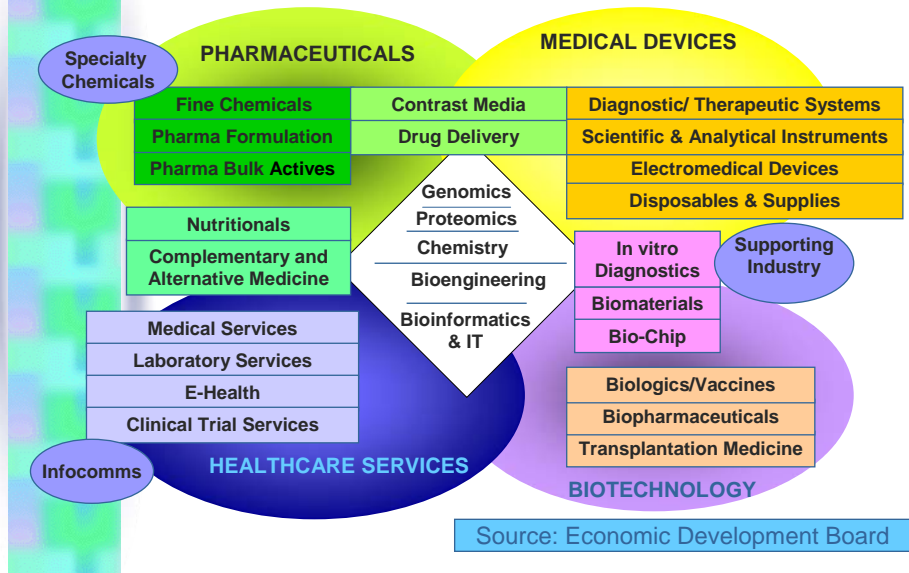 PHARMACEUTICALS
MEDICAL DEVICES
Specialty
Chemicals
Fine Chemicals
Pharma Formulation
Pharma Bulk Actives
Contrast Media
Drug Delivery
Diagnostic/ Therapeutic Systems
Scientific & Analytical Instruments
Electromedical Devices
Disposables & Supplies
Genomics
Proteomics
Chemistry
Bioengineering
Bioinformatics
& IT
Nutritionals
Complementary and
Alternative Medicine
In vitro
Diagnostics
Biomaterials
Bio-Chip
Supporting
Industry
Medical Services
Laboratory Services
E-Health
Clinical Trial Services
Biologics/Vaccines
Biopharmaceuticals
Transplantation Medicine
Infocomms
HEALTHCARE SERVICES
BIOTECHNOLOGY
Source: Economic Development Board